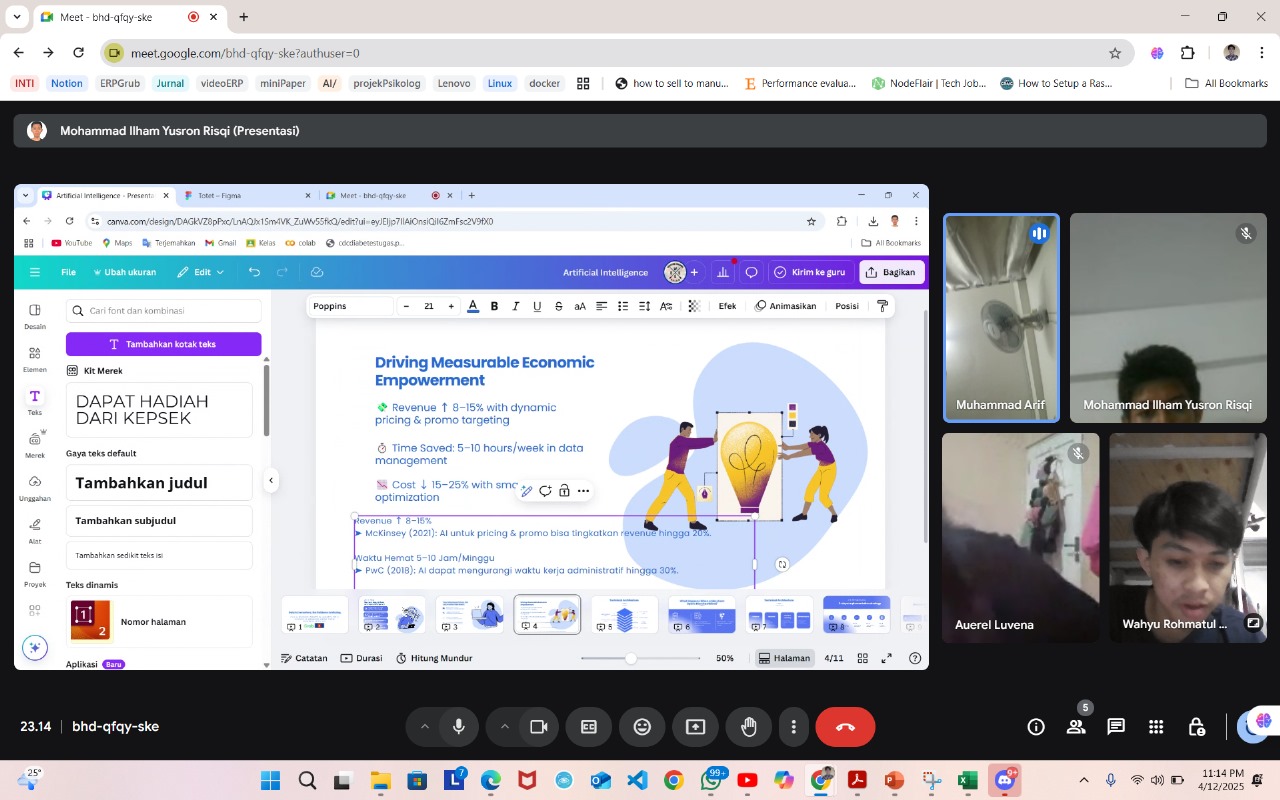 Meet - bhd-qfqy-ske
meet.google.com/bhd-qfqy-ske?authuser=0
INTI
Notion
ERPGrub
Jurnal
videoERP
miniPaper
AI/
projekPsikolog
Lenovo
Linux
docker
how to sell to manu...
Performance evalua...
NodeFlair | Tech Job...
How to Setup a Ras...
All Bookmarks
Mohammad Ilham Yusron Risqi (Presentasi)
Artificial Intelligence - Presenta
Totet – Figma
Meet - bhd-qfqy-ske
YouTube
Maps
Terjemahkan
Gmail
Kelas
colab
cdcdiabetestugas.p...
All Bookmarks
File
Ubah ukuran
Edit
Artificial Intelligence
Kirim ke guru
Bagikan
Desain
Elemen
Teks
Merek
Unggahan
Alat
Proyek
Cari font dan kombinasi
Tambahkan kotak teks
Kit Merek
DAPAT HADIAH
DARI KEPSEK
Gaya teks default
Tambahkan judul
Tambahkan subjudul
Tambahkan sedikit teks isi
Teks dinamis
2
Nomor halaman
Aplikasi
Baru
Poppins
– 21 +
A B I U S aA
Efek
Animasikan
Posisi
Driving Measurable Economic
Empowerment
Revenue ↑ 8–15% with dynamic
pricing & promo targeting
Time Saved: 5–10 hours/week in data
management
Cost ↓ 15–25% with
optimization
Revenue ↑ 8–15%
► McKinsey (2021): AI untuk pricing & promo bisa tingkatkan revenue hingga 20%.
Waktu Hemat 5–10 Jam/Minggu
► PwC (2018): AI dapat mengurangi waktu kerja administratif hingga 30%.
1
2
3
4
5
6
7
8
Catatan
Durasi
Hitung Mundur
50%
Halaman
4/11
Muhammad Arif
Mohammad Ilham Yusron Risqi
Auerel Luvena
Wahyu Rohmatul ...
23.14
bhd-qfqy-ske
5
25°
7
99+
9+
11:14 PM
4/12/2025